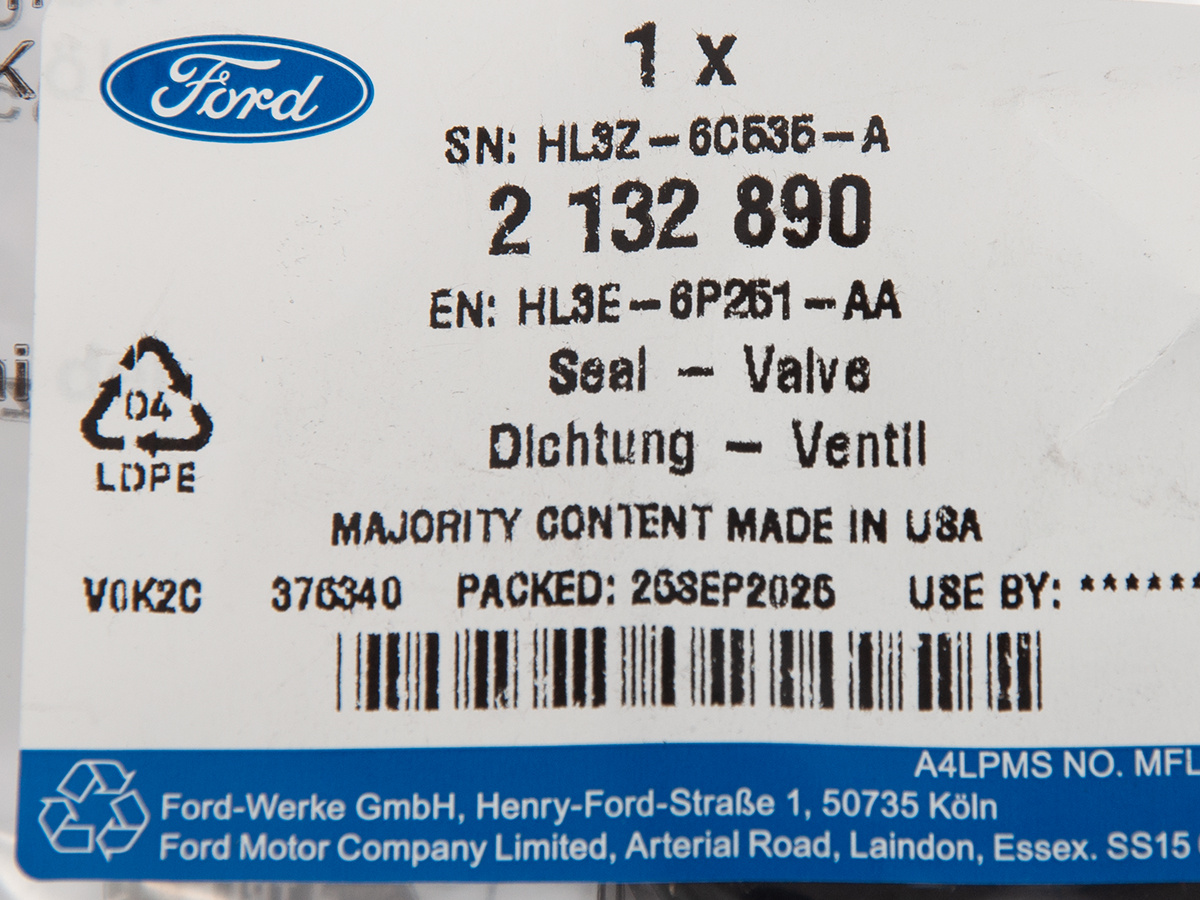 Ford
1 x
SN: HL3Z-6C535-A
2 132 890
EN: HL3E-6P251-AA
Seal - Valve
Dichtung - Ventil
04
LDPE
MAJORITY CONTENT MADE IN USA
V0K2C 376340 PACKED: 26SEP2025 USE BY: ******
A4LPMS NO. MFL
Ford-Werke GmbH, Henry-Ford-Straße 1, 50735 Köln
Ford Motor Company Limited, Arterial Road, Laindon, Essex. SS15